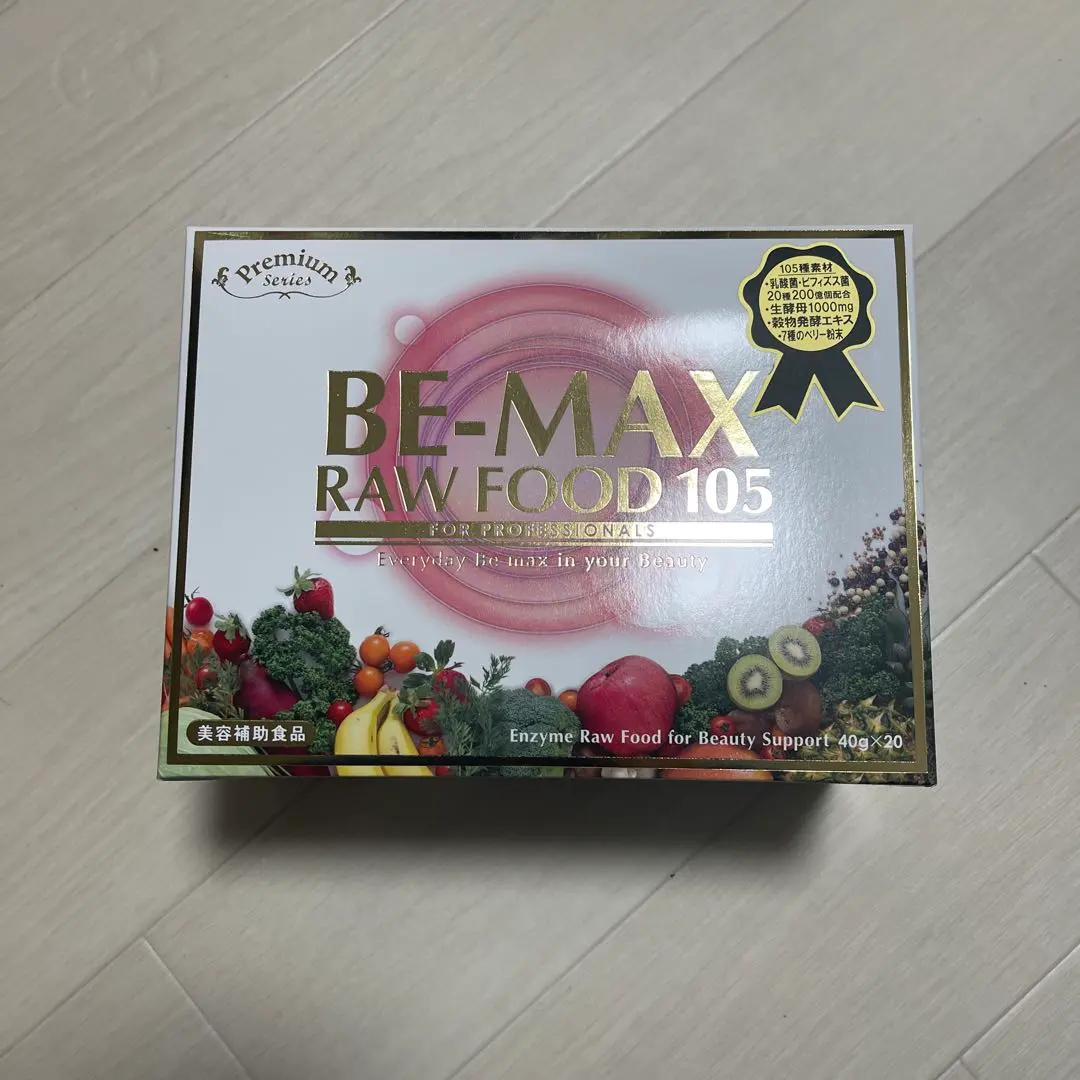 Premium
Series
105種素材
・乳酸菌・ビフィズス菌
20種200億個配合
・生酵母1000mg
・穀物発酵エキス
・7種のベリー粉末
BE-MAX
RAW FOOD 105
FOR PROFESSIONALS
Everyday Be-max in your Beauty
美容補助食品
Enzyme Raw Food for Beauty Support 40g×20